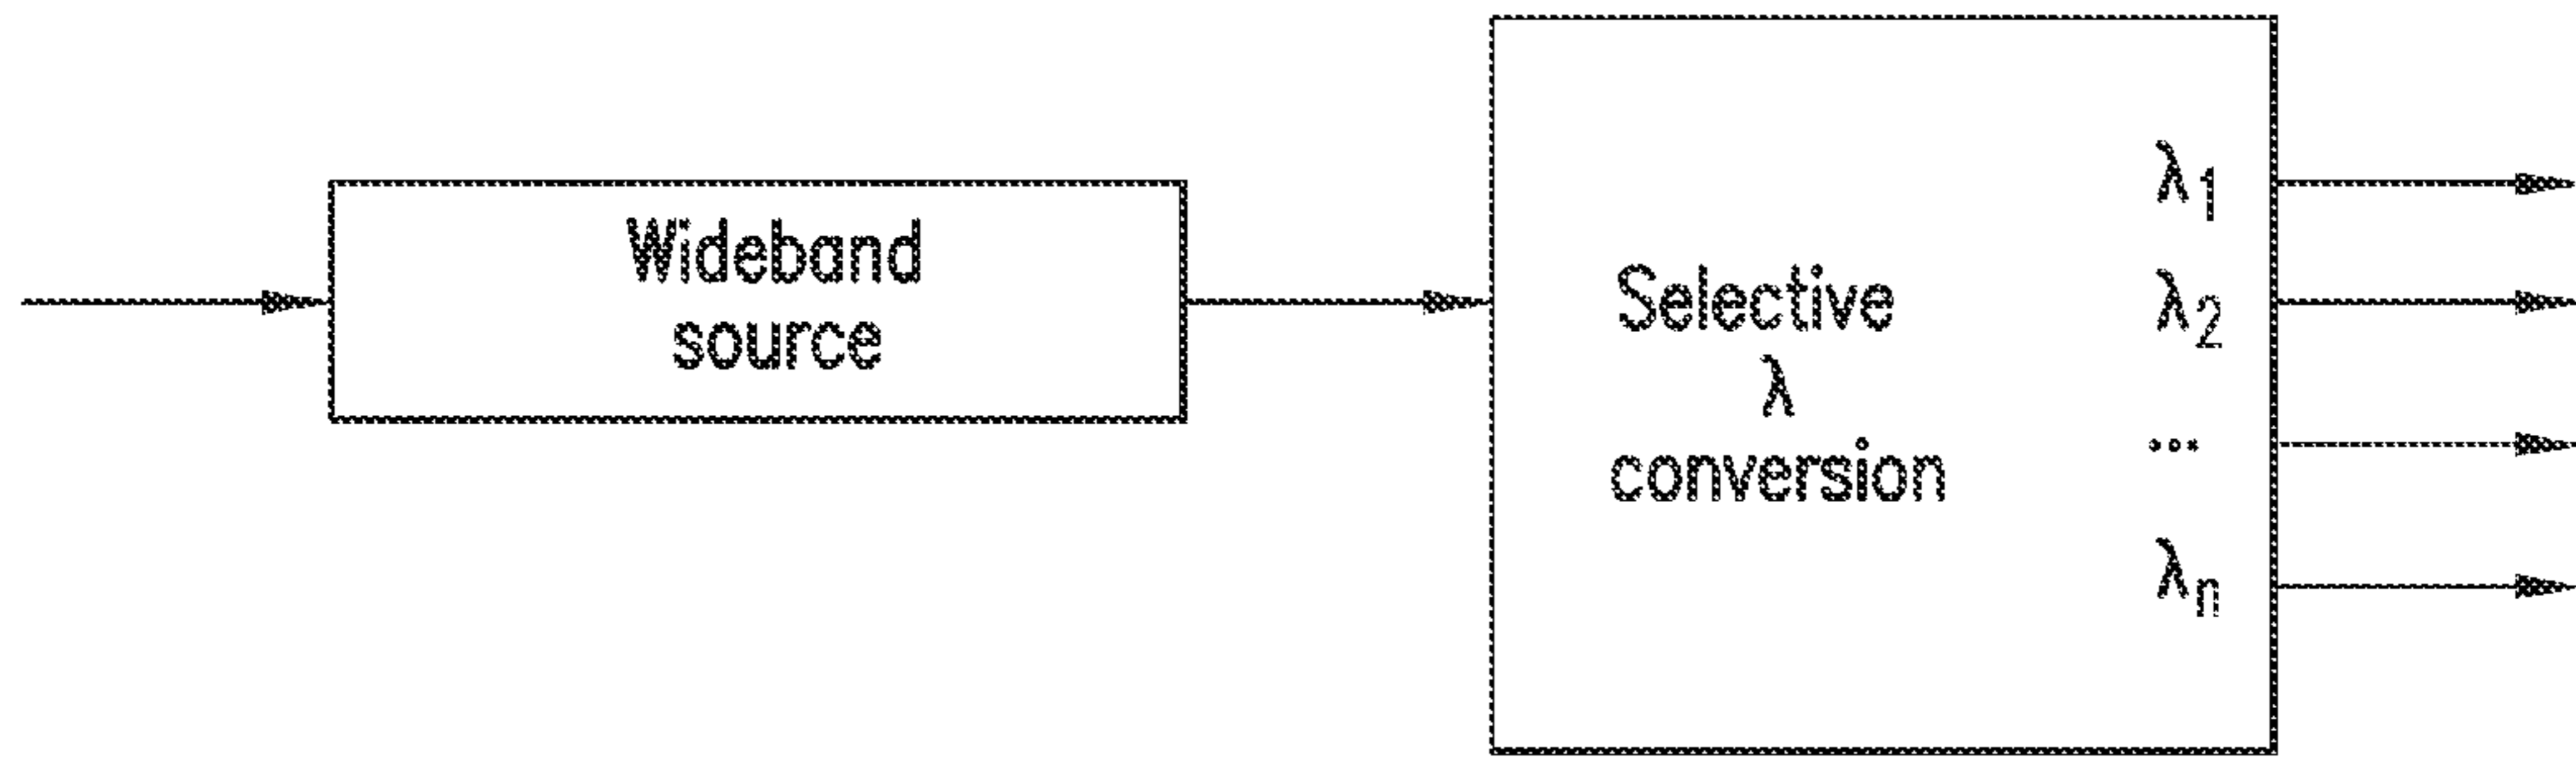 Wideband
source
Selective
λ
conversion
λ1
λ2
...
λn